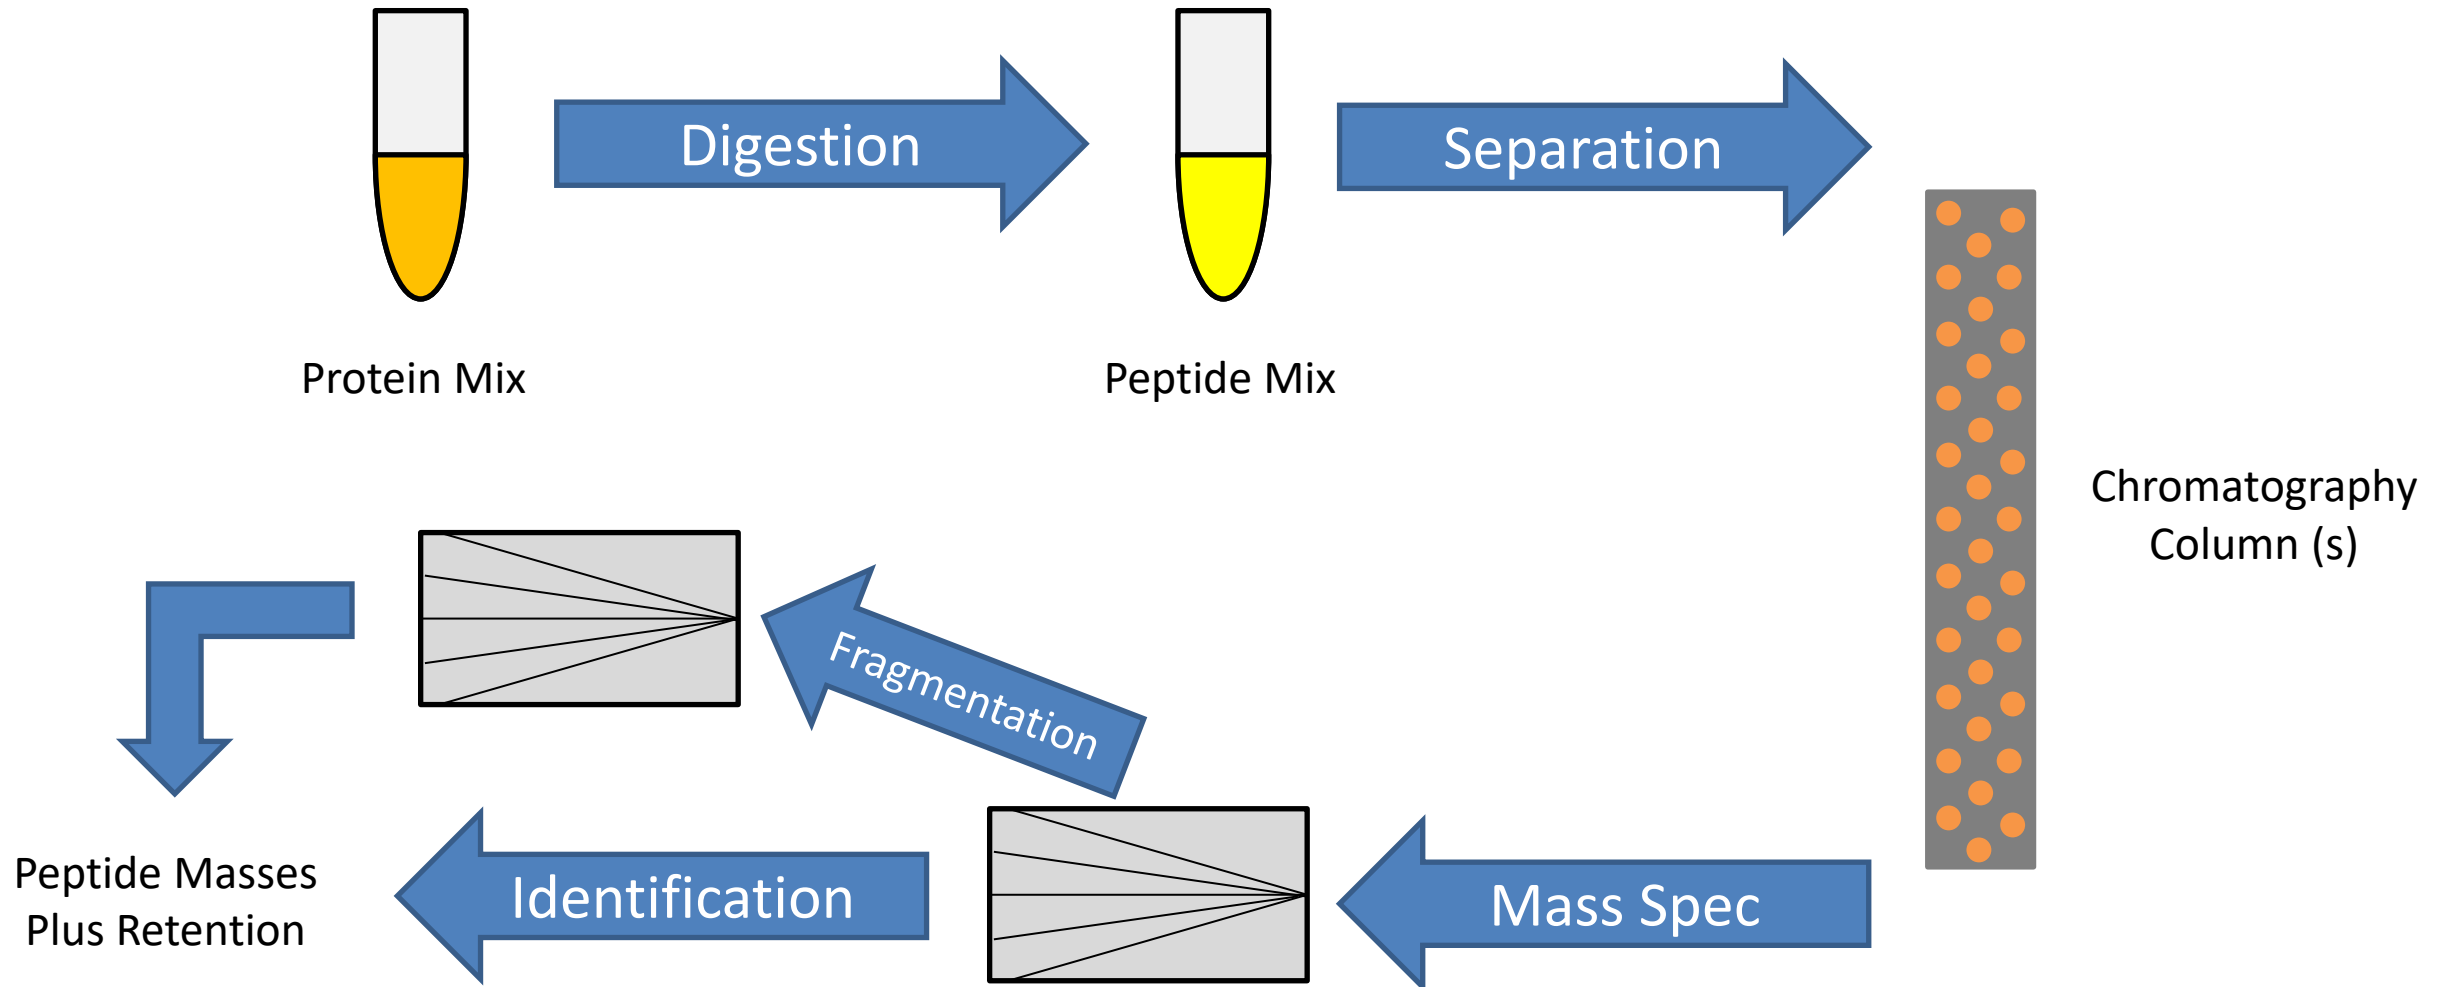 Digestion
Separation
Protein Mix
Peptide Mix
Chromatography
Column (s)
Fragmentation
Peptide Masses
Plus Retention
Identification
Mass Spec